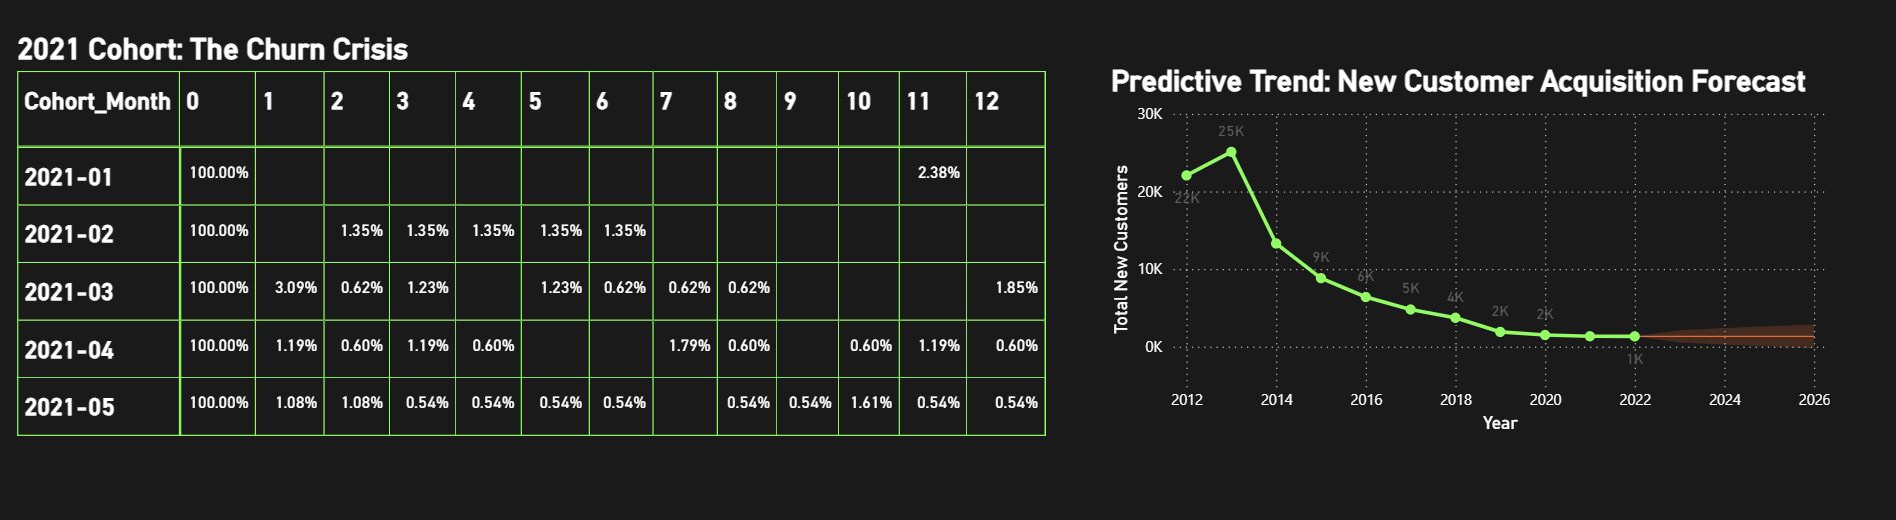 2021 Cohort: The Churn Crisis
Cohort_Month 0 1 2 3 4 5 6 7 8 9 10 11 12
2021-01 100.00% 2.38%
2021-02 100.00% 1.35% 1.35% 1.35% 1.35% 1.35%
2021-03 100.00% 3.09% 0.62% 1.23% 1.23% 0.62% 0.62% 0.62% 1.85%
2021-04 100.00% 1.19% 0.60% 1.19% 0.60% 1.79% 0.60% 0.60% 1.19% 0.60%
2021-05 100.00% 1.08% 1.08% 0.54% 0.54% 0.54% 0.54% 0.54% 0.54% 1.61% 0.54% 0.54%
Predictive Trend: New Customer Acquisition Forecast
Total New Customers
30K
20K
10K
0K
22K
25K
9K
6K
5K
4K
2K
2K
1K
2012 2014 2016 2018 2020 2022 2024 2026
Year